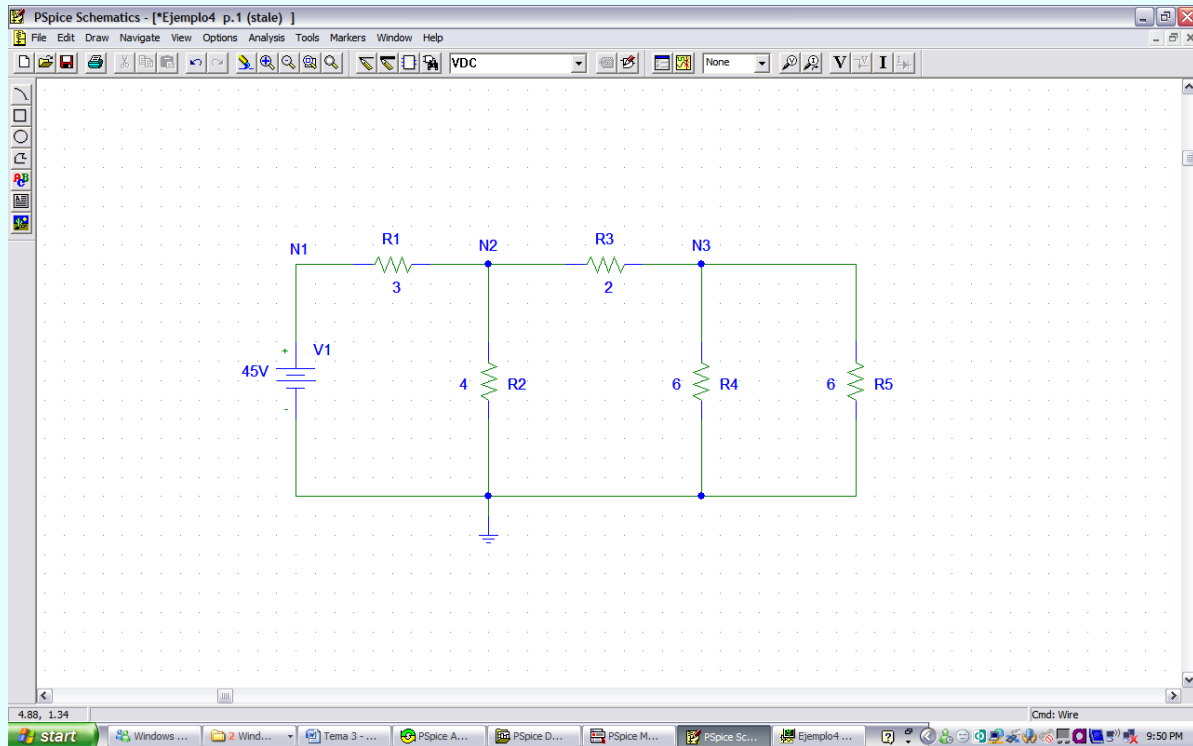 PSpice Schematics - [*Ejemplo4 p.1 (stale) ]
File Edit Draw Navigate View Options Analysis Tools Markers Window Help
VDC None V V I I
ABC
N1 R1 N2 R3 N3
3 2
+ V1
45V 4 R2 6 R4 6 R5
-
4.88, 1.34 Cmd: Wire
start Windows ... 2 Wind... Tema 3 - ... PSpice A... PSpice D... PSpice M... PSpice Sc... Ejemplo4 ... 9:50 PM